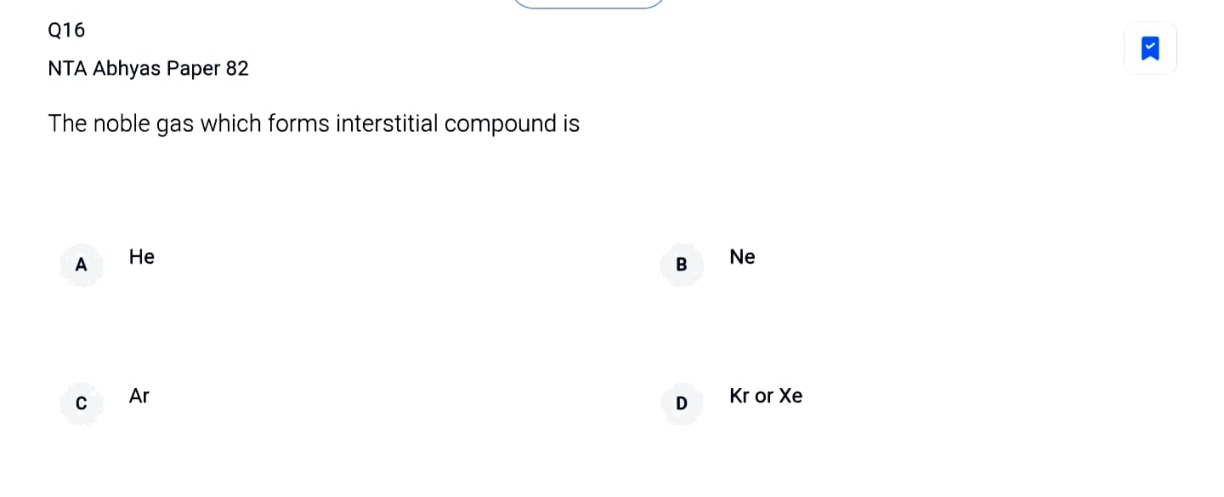 Q16
NTA Abhyas Paper 82
The noble gas which forms interstitial compound is
A He
B Ne
C Ar
D Kr or Xe